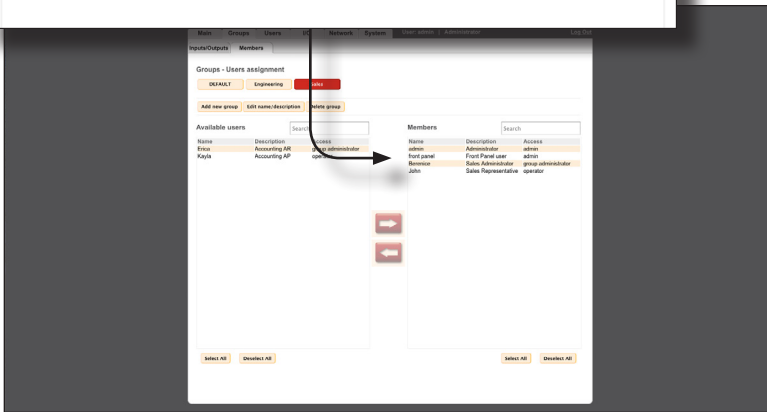 Main Groups Users I/O Network System User: admin | Administrator Log Out
Inputs/Outputs Members
Groups - Users assignment
DEFAULT Engineering Sales
Add new group Edit name/description Delete group
Available users Search
Name Description Access
Erica Accounting AR group administrator
Kayla Accounting AP operator
Members Search
Name Description Access
admin Administrator admin
front panel Front Panel user admin
Bernnice Sales Administrator group administrator
John Sales Representative operator
Select All Deselect All
Select All Deselect All